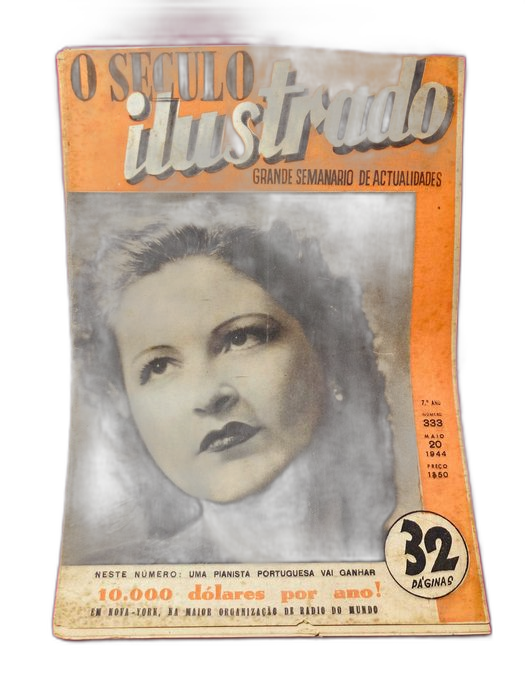 O SECULO
ilustrado
GRANDE SEMANARIO DE ACTUALIDADES
7.º ANO
NÚMERO
333
MAIO
20
1944
PREÇO
1$50
32
PÁGINAS
NESTE NÚMERO: UMA PIANISTA PORTUGUESA VAI GANHAR
10.000 dólares por ano!
EM NOVA-YORK, NA MAIOR ORGANIZAÇÃO DE RADIO DO MUNDO